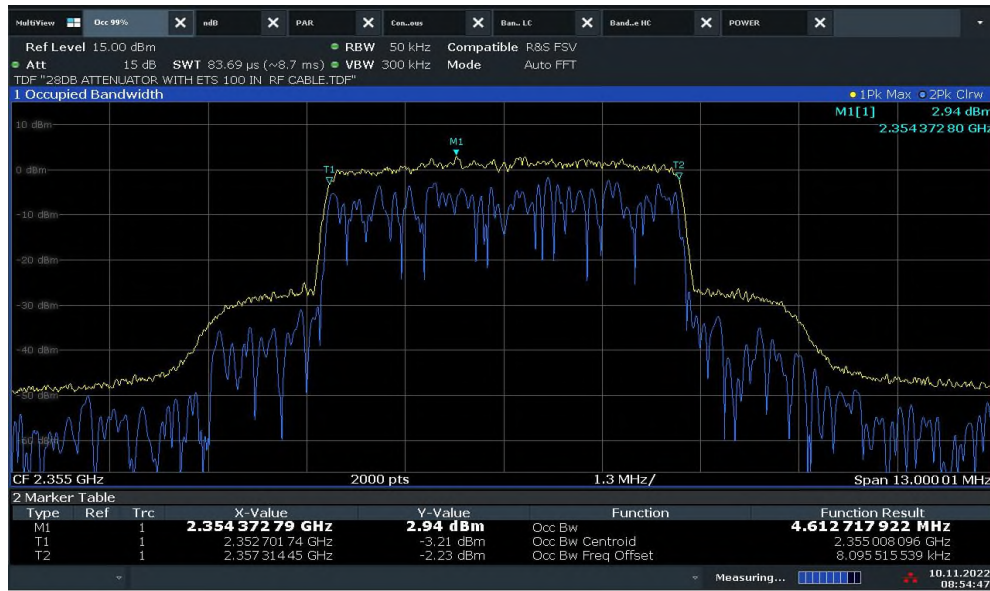 MultiView Occ 99% ndB PAR Con..ous Ban.. LC Band..e HC POWER
Ref Level 15.00 dBm RBW 50 kHz Compatible R&S FSV
Att 15 dB SWT 83.69 µs (~8.7 ms) VBW 300 kHz Mode Auto FFT
TDF "28DB ATTENUATOR WITH ETS 100 IN RF CABLE.TDF"
1 Occupied Bandwidth 1Pk Max 2Pk Clrw
M1[1] 2.94 dBm
2.354 372 80 GHz
10 dBm
M1
T1
T2
0 dBm
-10 dBm
-20 dBm
-30 dBm
-40 dBm
-50 dBm
-60 dBm
CF 2.355 GHz 2000 pts 1.3 MHz/ Span 13.000 01 MHz
2 Marker Table
Type Ref Trc X-Value Y-Value Function Function Result
M1 1 2.354 372 79 GHz 2.94 dBm Occ Bw 4.612 717 922 MHz
T1 1 2.352 701 74 GHz -3.21 dBm Occ Bw Centroid 2.355 008 096 GHz
T2 1 2.357 314 45 GHz -2.23 dBm Occ Bw Freq Offset 8.095 515 539 kHz
Measuring... 10.11.2022
08:54:47